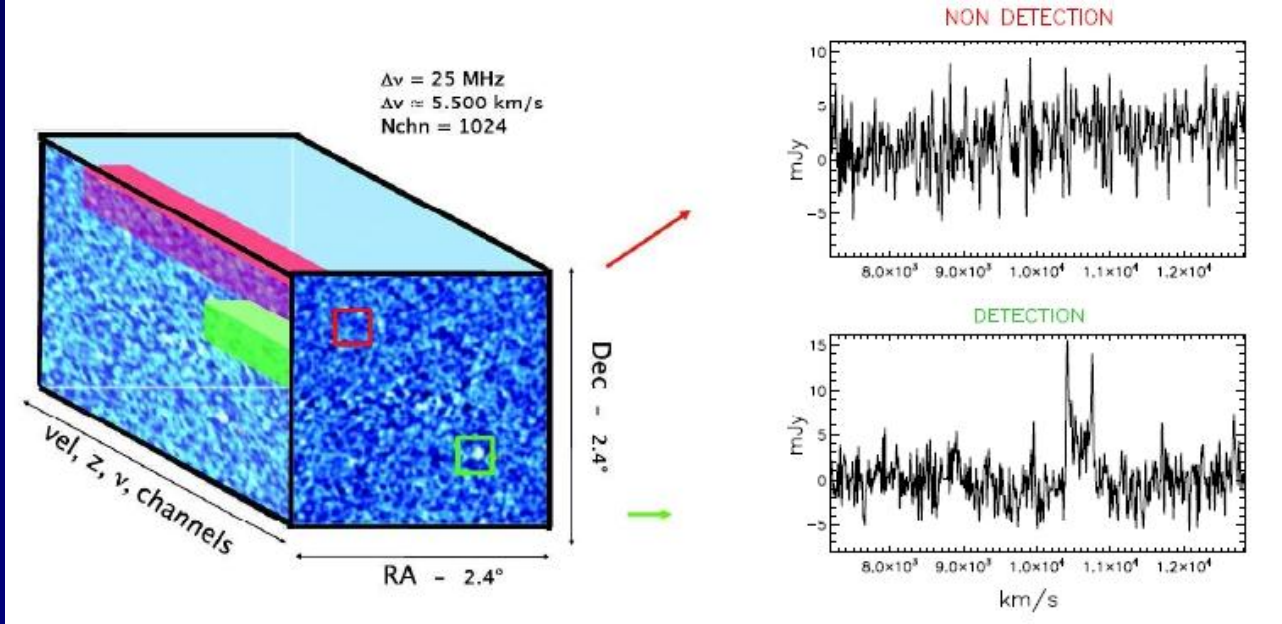 Δν = 25 MHz
Δv ≃ 5.500 km/s
Nchn = 1024
vel, z, ν, channels
RA - 2.4°
Dec - 2.4°
NON DETECTION
10
5
0
−5
mJy
8.0×10³ 9.0×10³ 1.0×10⁴ 1.1×10⁴ 1.2×10⁴
DETECTION
15
10
5
0
−5
mJy
8.0×10³ 9.0×10³ 1.0×10⁴ 1.1×10⁴ 1.2×10⁴
km/s